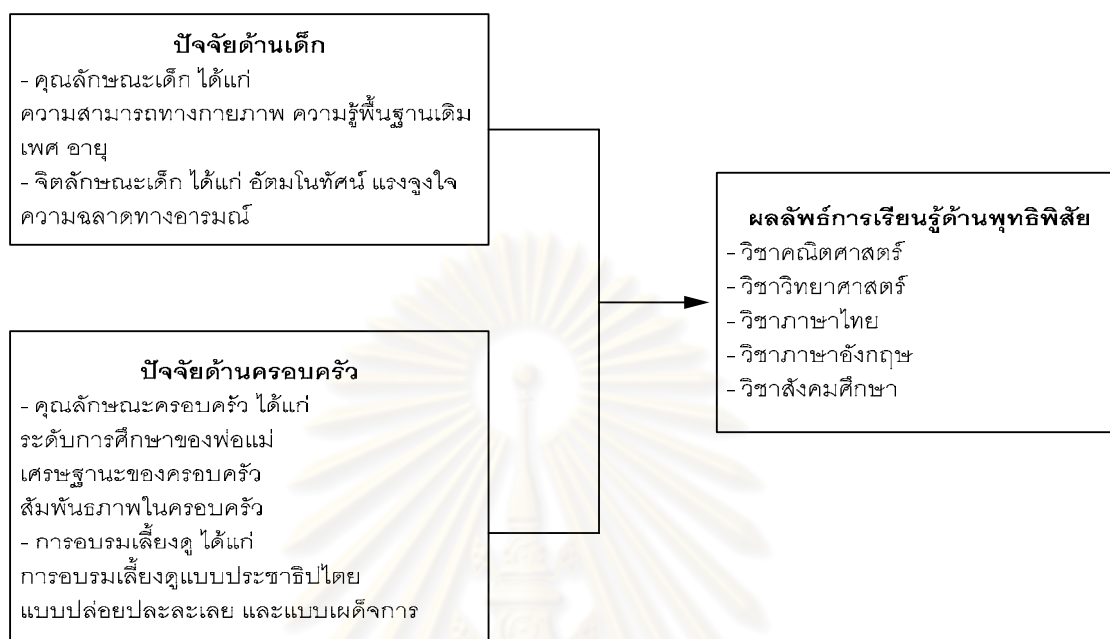 ปัจจัยด้านเด็ก
- คุณลักษณะเด็ก ได้แก่
ความสามารถทางกายภาพ ความรู้พื้นฐานเดิม
เพศ อายุ
- จิตลักษณะเด็ก ได้แก่ อัตมโนทัศน์ แรงจูงใจ
ความฉลาดทางอารมณ์
ปัจจัยด้านครอบครัว
- คุณลักษณะครอบครัว ได้แก่
ระดับการศึกษาของพ่อแม่
เศรษฐานะของครอบครัว
สัมพันธภาพในครอบครัว
- การอบรมเลี้ยงดู ได้แก่
การอบรมเลี้ยงดูแบบประชาธิปไตย
แบบปล่อยปละละเลย และแบบเผด็จการ
ผลลัพธ์การเรียนรู้ด้านพุทธิพิสัย
- วิชาคณิตศาสตร์
- วิชาวิทยาศาสตร์
- วิชาภาษาไทย
- วิชาภาษาอังกฤษ
- วิชาสังคมศึกษา